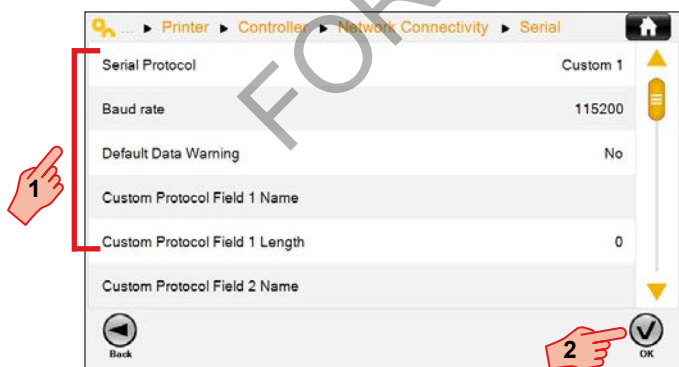 ... ▶ Printer ▶ Controller ▶ Network Connectivity ▶ Serial
Serial Protocol Custom 1
Baud rate 115200
Default Data Warning No
Custom Protocol Field 1 Name
Custom Protocol Field 1 Length 0
Custom Protocol Field 2 Name
Back
OK
1
2
FOR